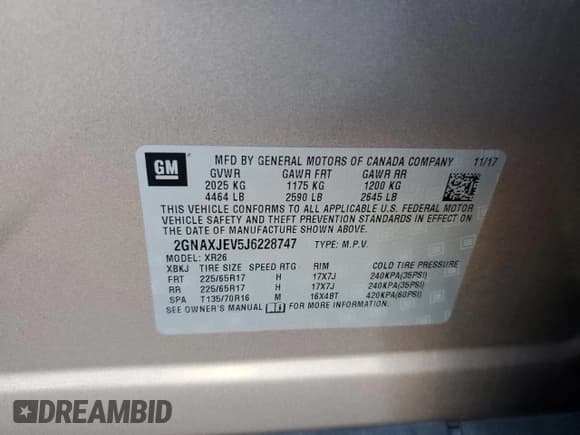 GM
MFD BY GENERAL MOTORS OF CANADA COMPANY 11/17
GVWR GAWR FRT GAWR RR
2025 KG 1175 KG 1200 KG
4464 LB 2590 LB 2645 LB
THIS VEHICLE CONFORMS TO ALL APPLICABLE U.S. FEDERAL MOTOR
VEHICLE SAFETY AND THEFT PREVENTION STANDARDS IN EFFECT ON
THE DATE OF MANUFACTURE SHOWN ABOVE.
2GNAXJEV5J6228747 TYPE: M.P.V.
MODEL: XR26
XBKJ TIRE SIZE SPEED RTG RIM COLD TIRE PRESSURE
FRT 225/65R17 H 17X7J 240KPA(35PSI)
RR 225/65R17 H 17X7J 240KPA(35PSI)
SPA T135/70R16 M 16X4BT 420KPA(60PSI)
SEE OWNER'S MANUAL FOR MORE INFORMATION.
DREAMBID